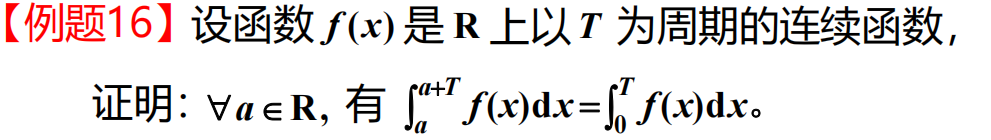 【例题16】设函数 f(x) 是 R 上以 T 为周期的连续函数,
证明: ∀a∈R, 有 ∫_a^{a+T} f(x)dx=∫_0^T f(x)dx。